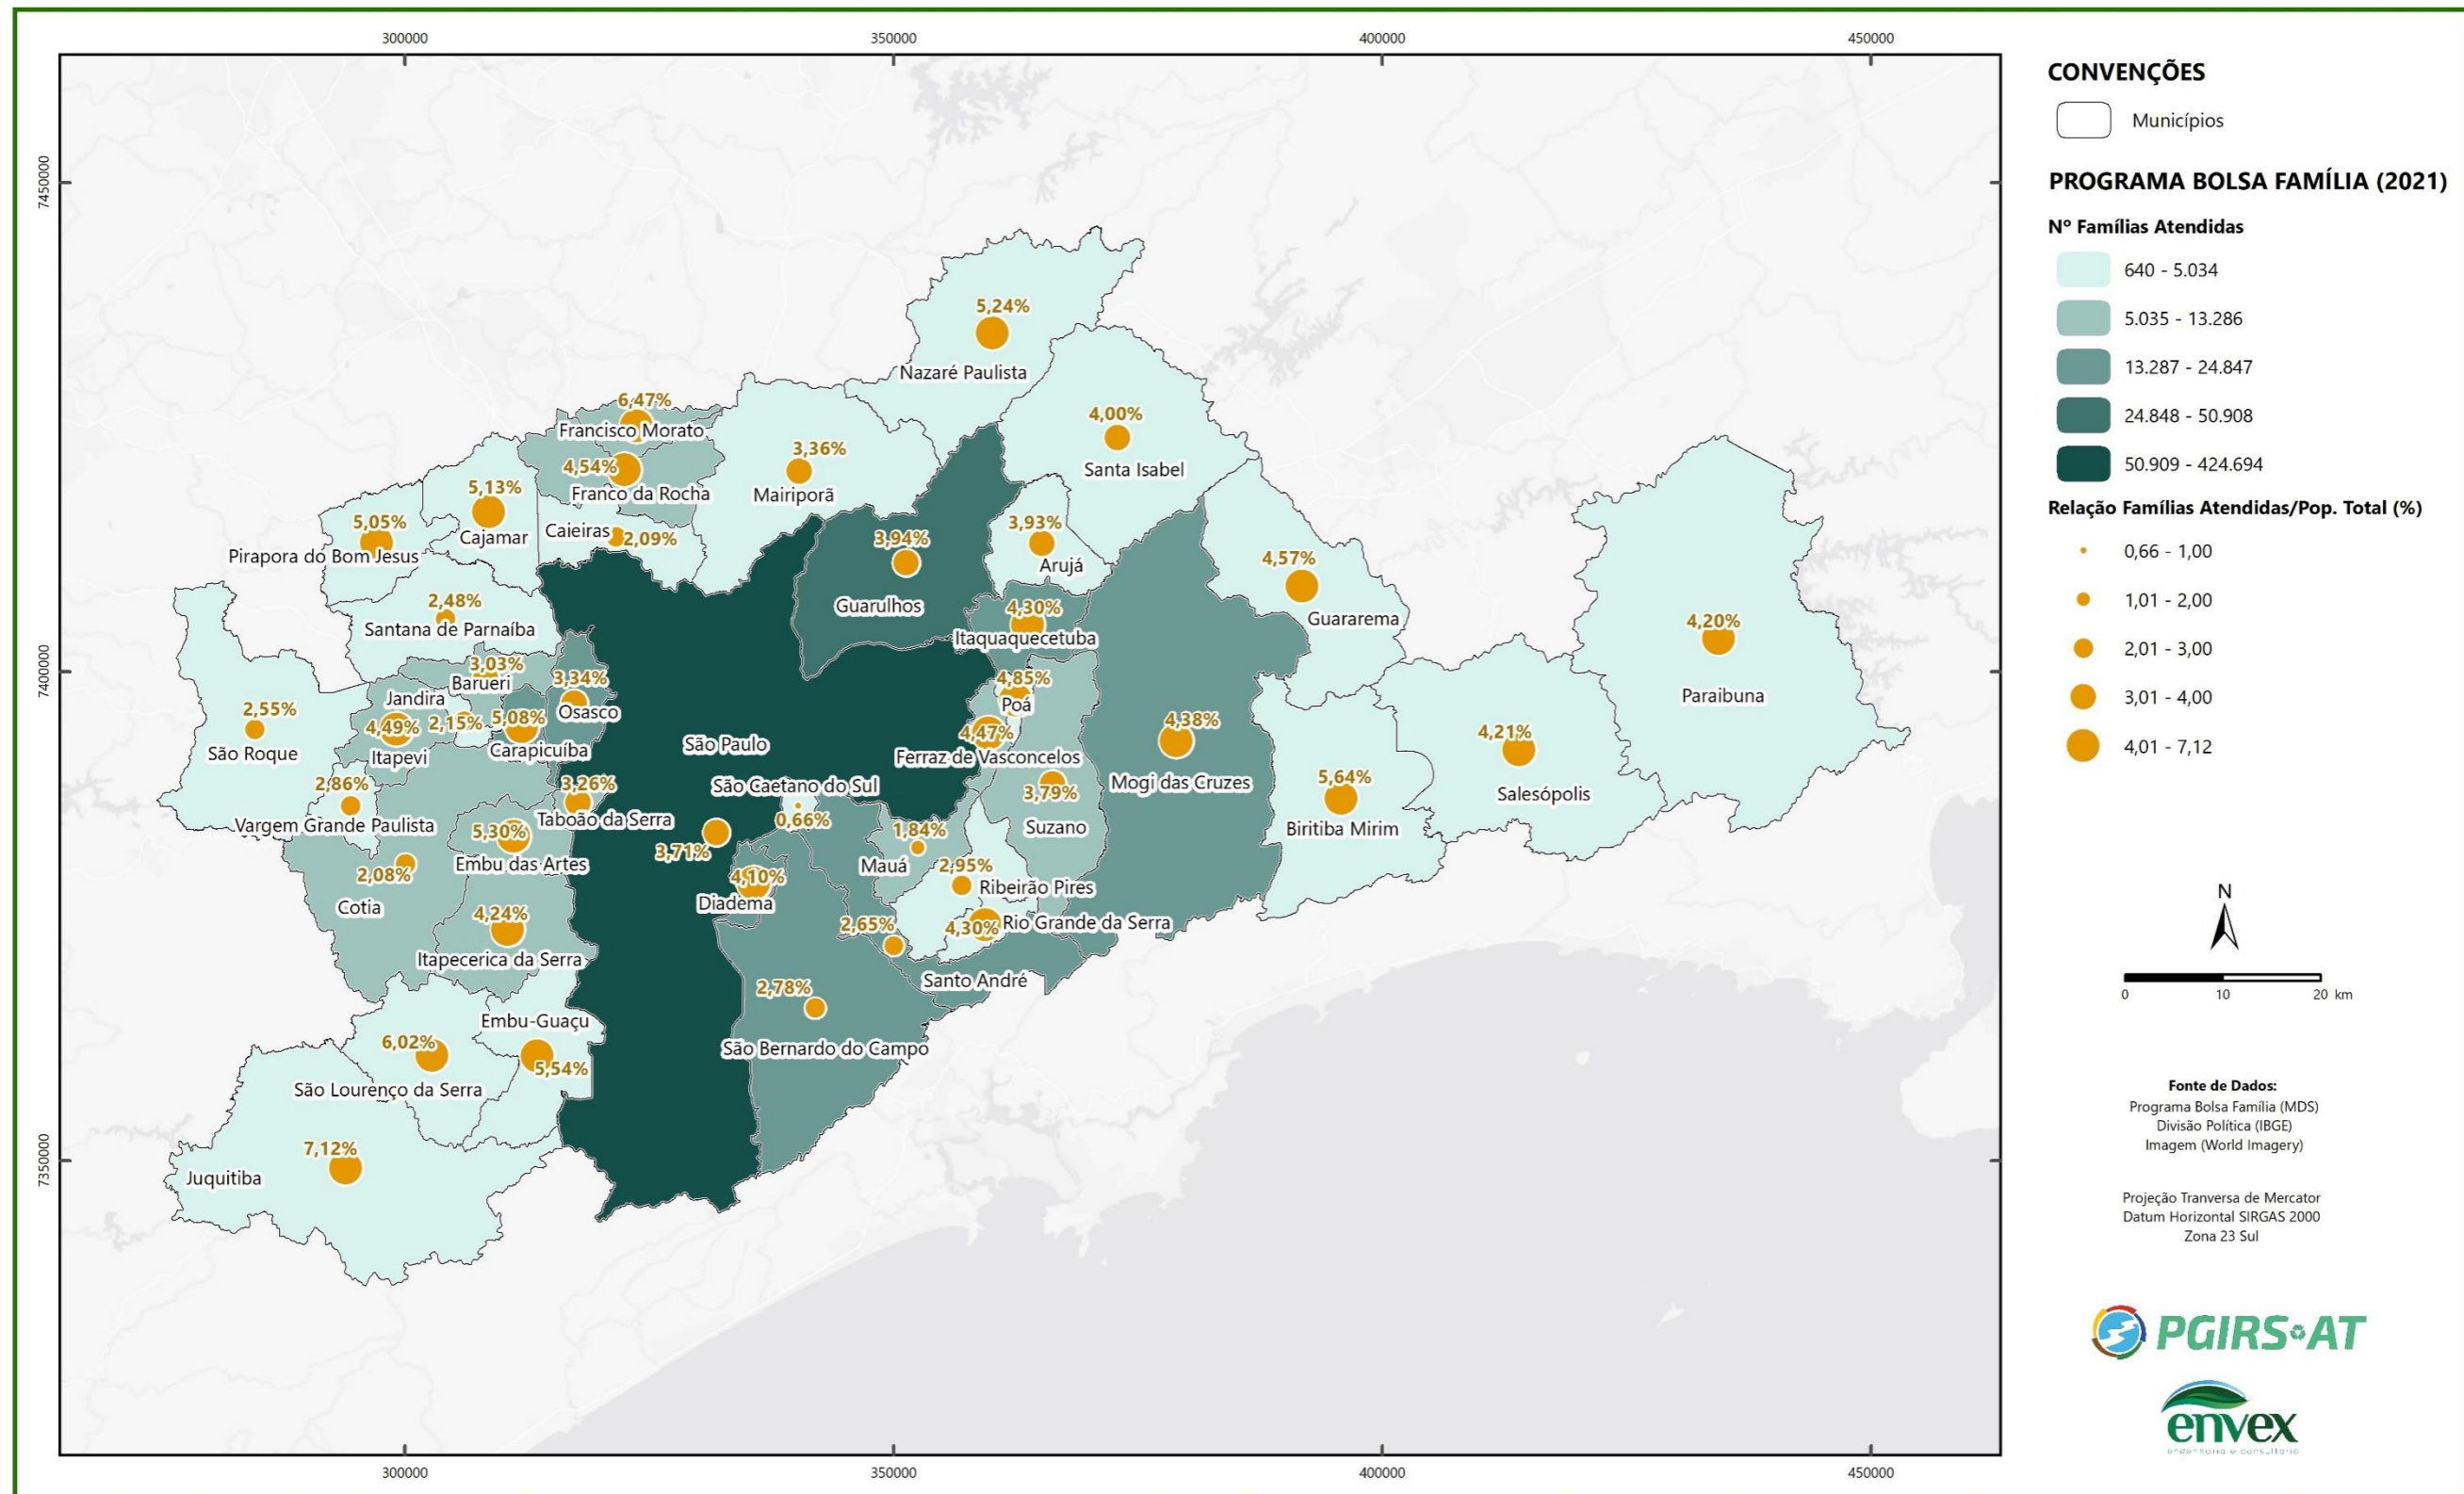 300000
350000
400000
450000
7450000
7400000
7350000
5,24%
Nazaré Paulista
6,47%
Francisco Morato
4,00%
Santa Isabel
4,54%
Franco da Rocha
3,36%
Mairiporã
5,13%
Cajamar
5,05%
Pirapora do Bom Jesus
Caieiras
2,09%
3,94%
Guarulhos
3,93%
Arujá
4,57%
Guararema
2,48%
Santana de Parnaíba
4,30%
Itaquaquecetuba
4,20%
Paraibuna
3,03%
Barueri
3,34%
Osasco
Jandira
2,15%
4,49%
Itapevi
5,08%
Carapicuíba
2,55%
São Roque
São Paulo
3,71%
4,85%
Poá
4,47%
Ferraz de Vasconcelos
4,38%
Mogi das Cruzes
4,21%
Salesópolis
2,86%
Vargem Grande Paulista
3,26%
Taboão da Serra
São Caetano do Sul
0,66%
3,79%
Suzano
5,64%
Biritiba Mirim
5,30%
Embu das Artes
1,84%
Mauá
2,08%
Cotia
4,10%
Diadema
2,95%
Ribeirão Pires
4,24%
Itapecerica da Serra
2,65%
Santo André
4,30%
Rio Grande da Serra
2,78%
São Bernardo do Campo
Embu-Guaçu
5,54%
6,02%
São Lourenço da Serra
7,12%
Juquitiba
300000
350000
400000
450000
CONVENÇÕES
Municípios
PROGRAMA BOLSA FAMÍLIA (2021)
Nº Famílias Atendidas
640 - 5.034
5.035 - 13.286
13.287 - 24.847
24.848 - 50.908
50.909 - 424.694
Relação Famílias Atendidas/Pop. Total (%)
0,66 - 1,00
1,01 - 2,00
2,01 - 3,00
3,01 - 4,00
4,01 - 7,12
N
0 10 20 km
Fonte de Dados:
Programa Bolsa Família (MDS)
Divisão Política (IBGE)
Imagem (World Imagery)
Projeção Tranversa de Mercator
Datum Horizontal SIRGAS 2000
Zona 23 Sul
PGIRS AT
envex
engenharia e consultoria